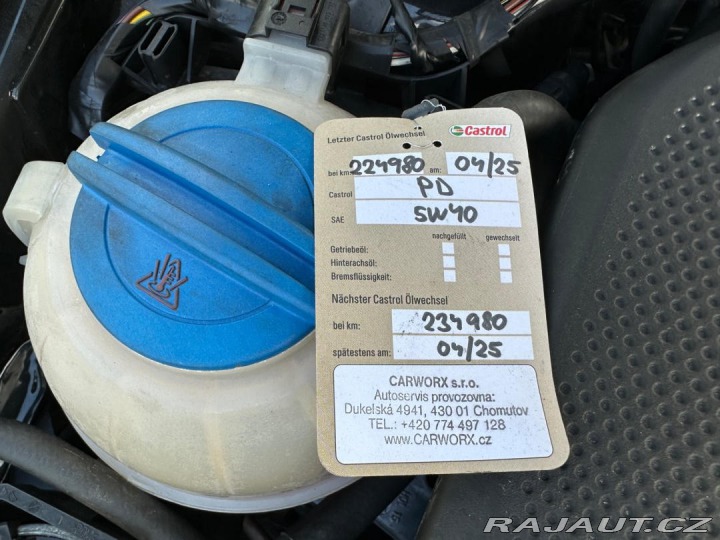 Castrol
Letzter Castrol Ölwechsel
bei km: 224980 am: 04/25
Castrol PD
SAE 5W40
nachgefüllt gewechselt
Getriebeöl:
Hinterachsöl:
Bremsflüssigkeit:
Nächster Castrol Ölwechsel
bei km: 234980
spätestens am: 04/25
CARWORX s.r.o.
Autoservis provozovna:
Dukelská 4941, 430 01 Chomutov
TEL.: +420 774 497 128
www.CARWORX.cz
RAJAUT.CZ